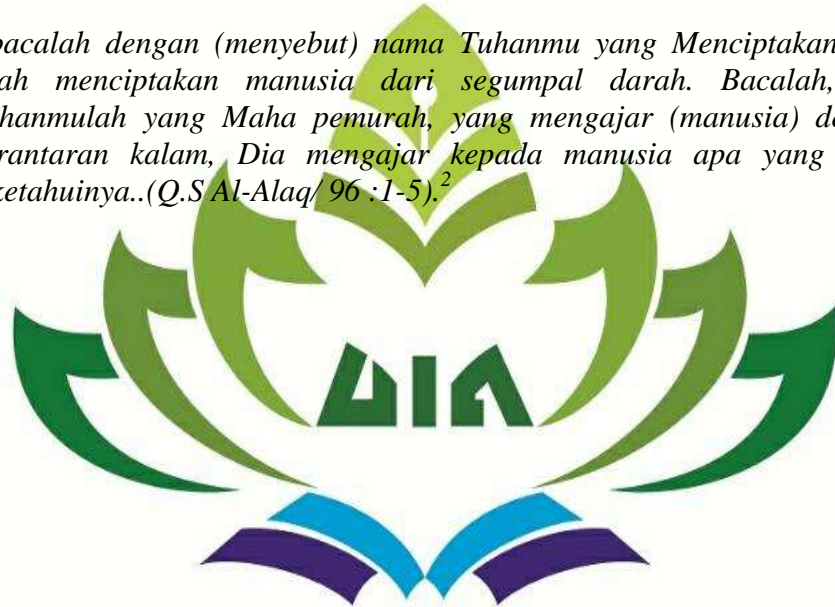 bacalah dengan (menyebut) nama Tuhanmu yang Menciptakan
ah menciptakan manusia dari segumpal darah. Bacalah,
hanmulah yang Maha pemurah, yang mengajar (manusia) de
rantaran kalam, Dia mengajar kepada manusia apa yang
ketahuinya..(Q.S Al-Alaq/ 96 :1-5).²
UIN